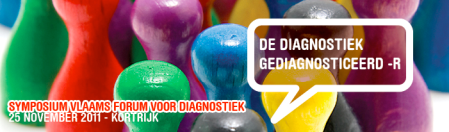 DE DIAGNOSTIEK
GEDIAGNOSTICEERD -R
SYMPOSIUM VLAAMS FORUM VOOR DIAGNOSTIEK
25 NOVEMBER 2011 - KORTRIJK